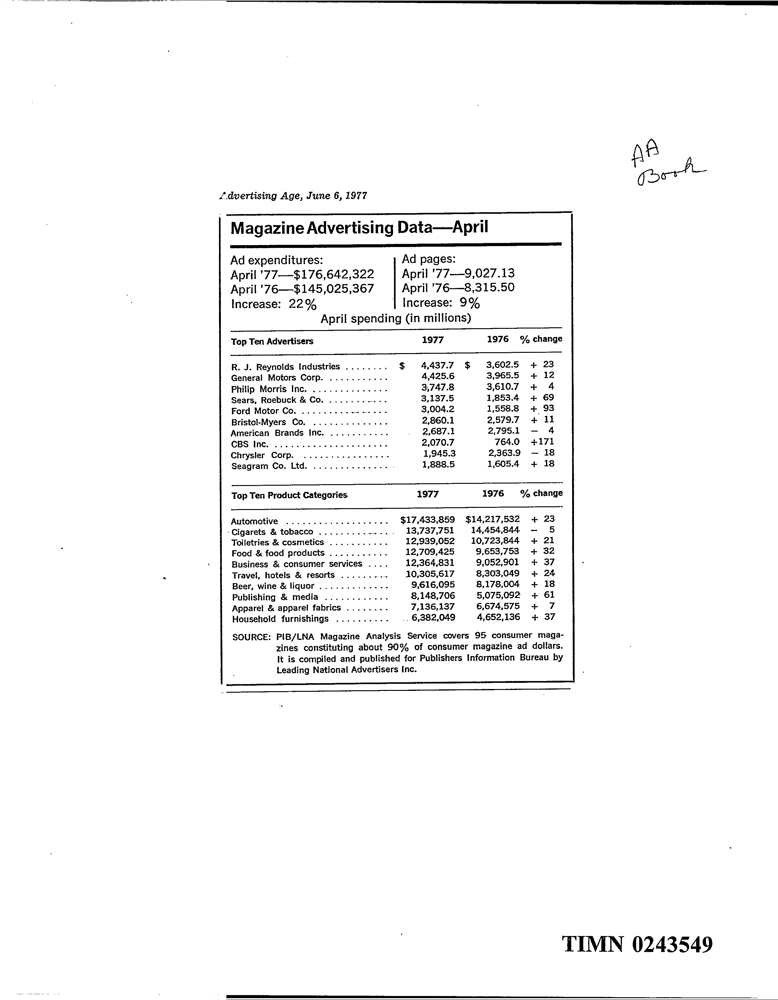 AA
Book
Advertising Age, June 6, 1977
Magazine Advertising Data—April
Ad expenditures:
April '77—$176,642,322
April '76—$145,025,367
Increase: 22%
Ad pages:
April '77—9,027.13
April '76—8,315.50
Increase: 9%
April spending (in millions)
Top Ten Advertisers 1977 1976 % change
R. J. Reynolds Industries ........ $ 4,437.7 $ 3,602.5 + 23
General Motors Corp. ........... 4,425.6 3,965.5 + 12
Philip Morris Inc. .............. 3,747.8 3,610.7 + 4
Sears, Roebuck & Co. ........... 3,137.5 1,853.4 + 69
Ford Motor Co. ................ 3,004.2 1,558.8 + 93
Bristol-Myers Co. .............. 2,860.1 2,579.7 + 11
American Brands Inc. ........... 2,687.1 2,795.1 — 4
CBS Inc. ..................... 2,070.7 764.0 +171
Chrysler Corp. ................ 1,945.3 2,363.9 — 18
Seagram Co. Ltd. .............. 1,888.5 1,605.4 + 18
Top Ten Product Categories 1977 1976 % change
Automotive ................... $17,433,859 $14,217,532 + 23
Cigarets & tobacco .............. 13,737,751 14,454,844 — 5
Toiletries & cosmetics ........... 12,939,052 10,723,844 + 21
Food & food products ........... 12,709,425 9,653,753 + 32
Business & consumer services .... 12,364,831 9,052,901 + 37
Travel, hotels & resorts ......... 10,305,617 8,303,049 + 24
Beer, wine & liquor ............. 9,616,095 8,178,004 + 18
Publishing & media ............ 8,148,706 5,075,092 + 61
Apparel & apparel fabrics ........ 7,136,137 6,674,575 + 7
Household furnishings .......... 6,382,049 4,652,136 + 37
SOURCE: PIB/LNA Magazine Analysis Service covers 95 consumer maga-
zines constituting about 90% of consumer magazine ad dollars.
It is compiled and published for Publishers Information Bureau by
Leading National Advertisers Inc.
TIMN 0243549